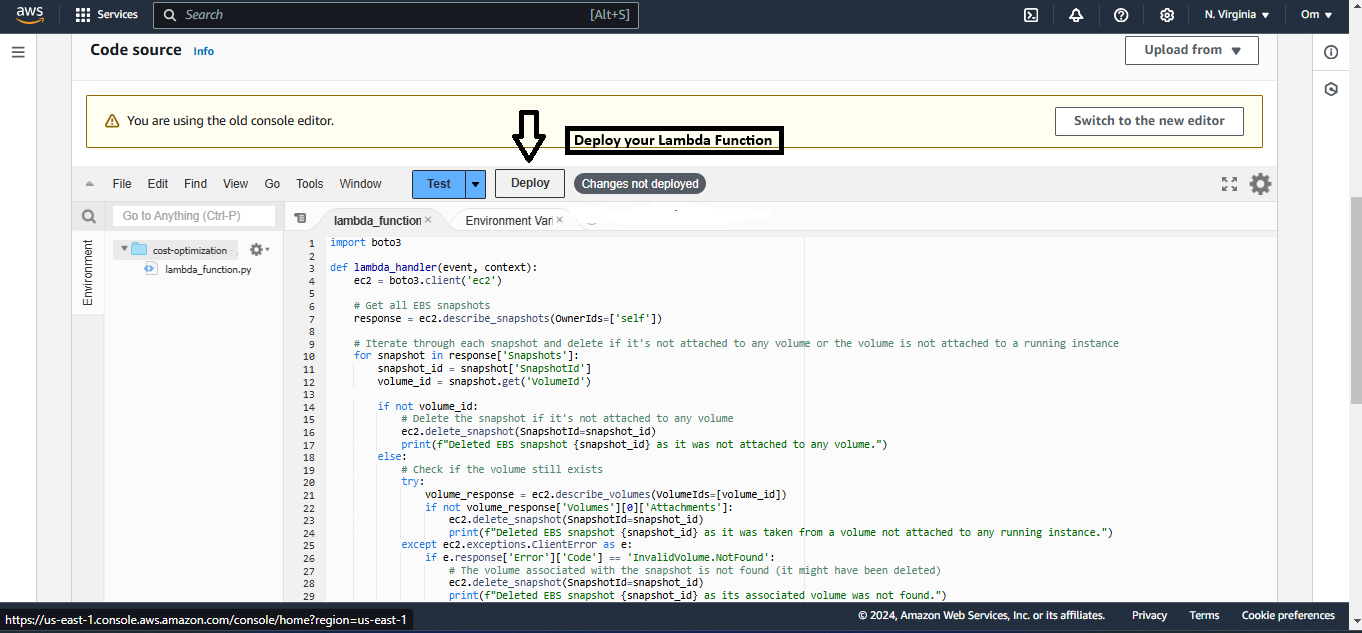 aws
Services
Search
[Alt+S]
N. Virginia
Om
Code source
Info
Upload from
You are using the old console editor.
Switch to the new editor
Deploy your Lambda Function
File Edit Find View Go Tools Window
Test
Deploy
Changes not deployed
Go to Anything (Ctrl-P)
lambda_function
Environment Vari
Environment
cost-optimization
lambda_function.py
1 import boto3
2
3 def lambda_handler(event, context):
4     ec2 = boto3.client('ec2')
5
6     # Get all EBS snapshots
7     response = ec2.describe_snapshots(OwnerIds=['self'])
8
9     # Iterate through each snapshot and delete if it's not attached to any volume or the volume is not attached to a running instance
10     for snapshot in response['Snapshots']:
11         snapshot_id = snapshot['SnapshotId']
12         volume_id = snapshot.get('VolumeId')
13
14         if not volume_id:
15             # Delete the snapshot if it's not attached to any volume
16             ec2.delete_snapshot(SnapshotId=snapshot_id)
17             print(f"Deleted EBS snapshot {snapshot_id} as it was not attached to any volume.")
18         else:
19             # Check if the volume still exists
20             try:
21                 volume_response = ec2.describe_volumes(VolumeIds=[volume_id])
22                 if not volume_response['Volumes'][0]['Attachments']:
23                     ec2.delete_snapshot(SnapshotId=snapshot_id)
24                     print(f"Deleted EBS snapshot {snapshot_id} as it was taken from a volume not attached to any running instance.")
25             except ec2.exceptions.ClientError as e:
26                 if e.response['Error']['Code'] == 'InvalidVolume.NotFound':
27                     # The volume associated with the snapshot is not found (it might have been deleted)
28                     ec2.delete_snapshot(SnapshotId=snapshot_id)
29                     print(f"Deleted EBS snapshot {snapshot_id} as its associated volume was not found.")
https://us-east-1.console.aws.amazon.com/console/home?region=us-east-1
© 2024, Amazon Web Services, Inc. or its affiliates.
Privacy
Terms
Cookie preferences